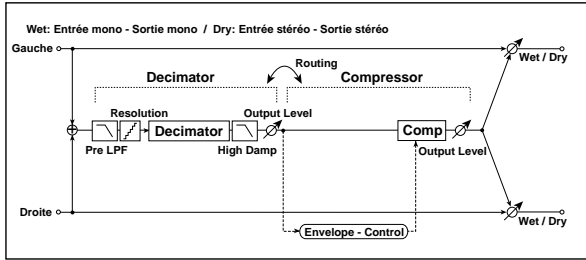 Wet: Entrée mono - Sortie mono / Dry: Entrée stéréo - Sortie stéréo
Gauche
Wet / Dry
Routing
Decimator
Compressor
Resolution
Output Level
Decimator
Comp
Pre LPF
High Damp
Output Level
Droite
Wet / Dry
Envelope - Control